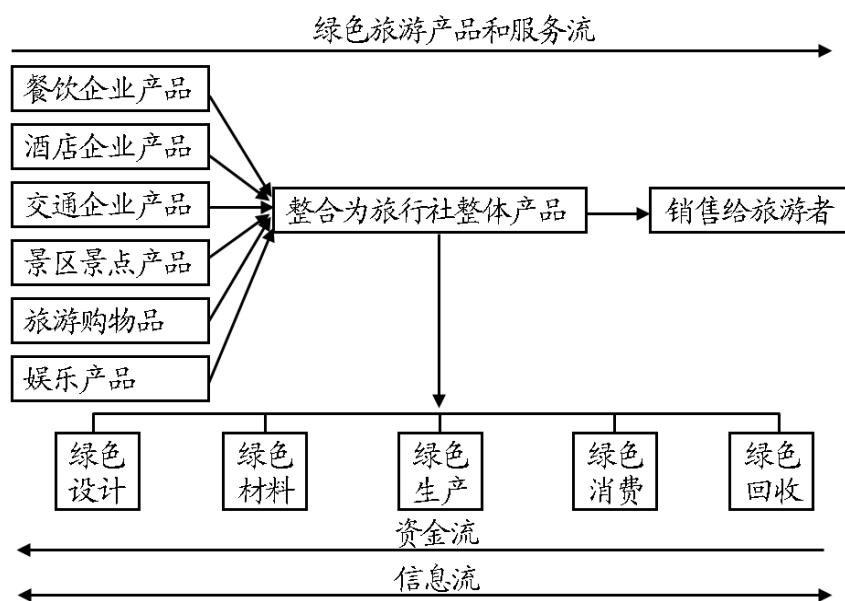 绿色旅游产品和服务流
餐饮企业产品
酒店企业产品
交通企业产品
整合为旅行社整体产品
销售给旅游者
景区景点产品
旅游购物品
娱乐产品
绿色
设计
绿色
材料
绿色
生产
绿色
消费
绿色
回收
资金流
信息流